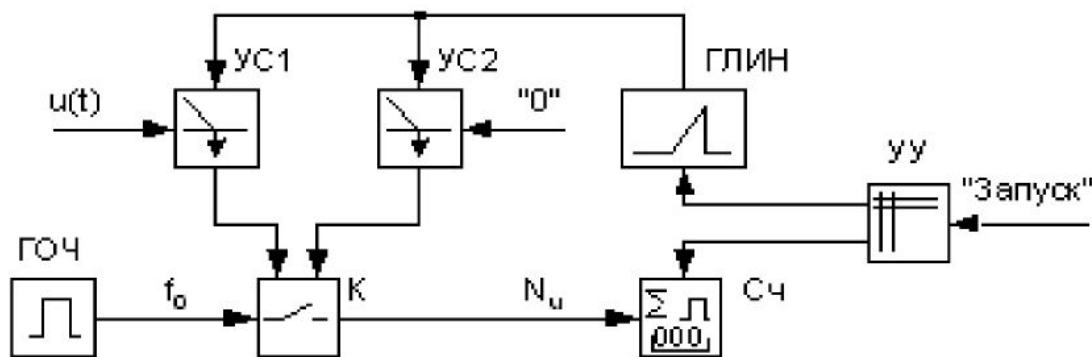 УС1
УС2
ГЛИН
u(t)
"0"
УУ
"Запуск"
ГОЧ
f₀
К
Nᵤ
Σ
000
Сч